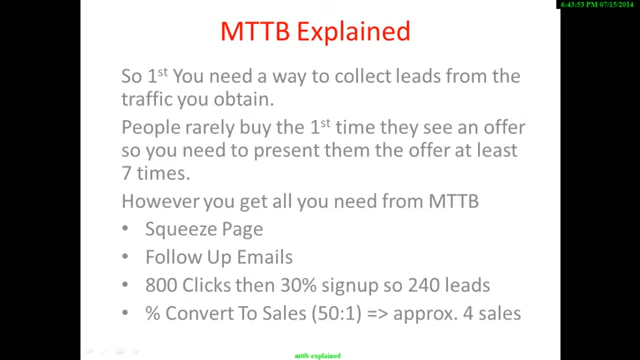 6:43:53 PM 07/15/2014
MTTB Explained
So 1st You need a way to collect leads from the
traffic you obtain.
People rarely buy the 1st time they see an offer
so you need to present them the offer at least
7 times.
However you get all you need from MTTB
• Squeeze Page
• Follow Up Emails
• 800 Clicks then 30% signup so 240 leads
• % Convert To Sales (50:1) => approx. 4 sales
mttb explained